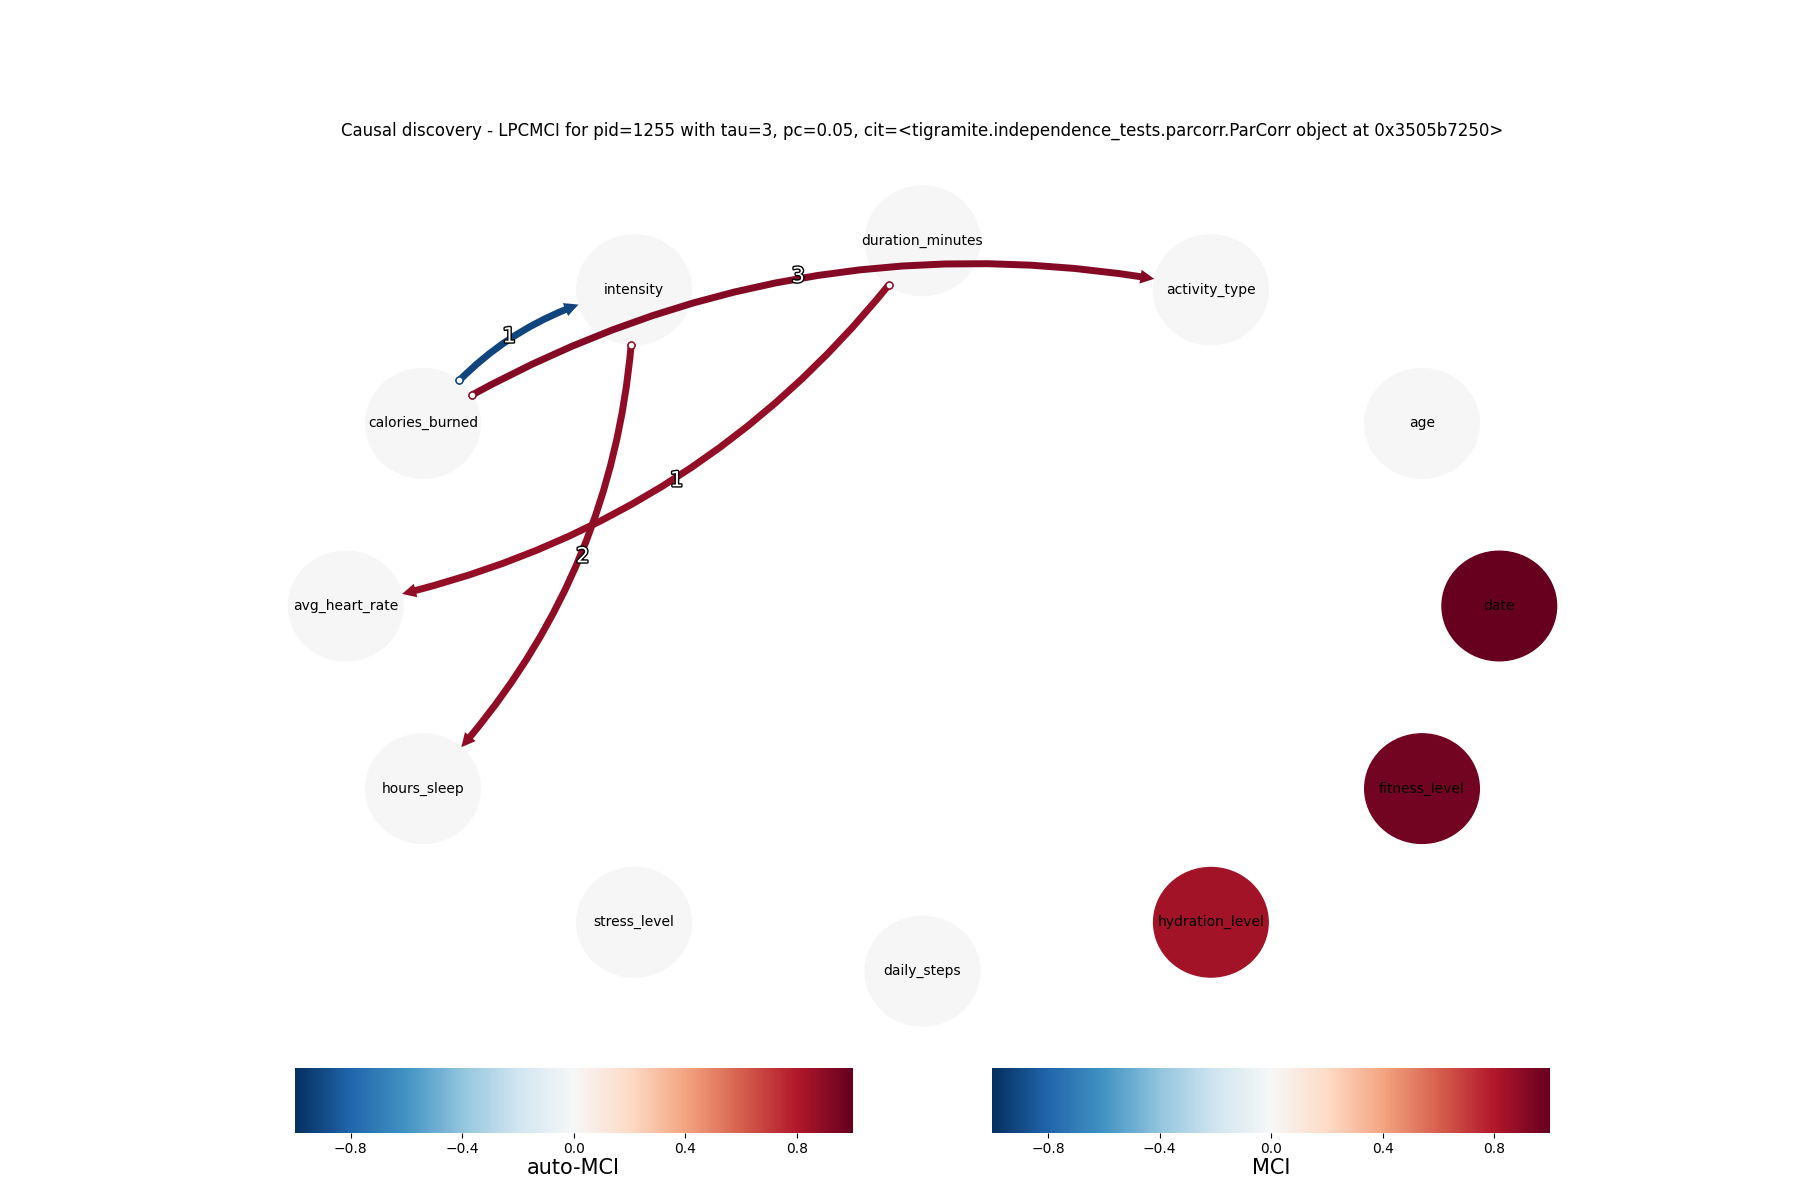 Causal discovery - LPCMCI for pid=1255 with tau=3, pc=0.05, cit=<tigramite.independence_tests.parcorr.ParCorr object at 0x3505b7250>
duration_minutes
intensity
activity_type
3
1
calories_burned
age
1
2
avg_heart_rate
date
hours_sleep
fitness_level
stress_level
hydration_level
daily_steps
−0.8 −0.4 0.0 0.4 0.8
auto-MCI
−0.8 −0.4 0.0 0.4 0.8
MCI